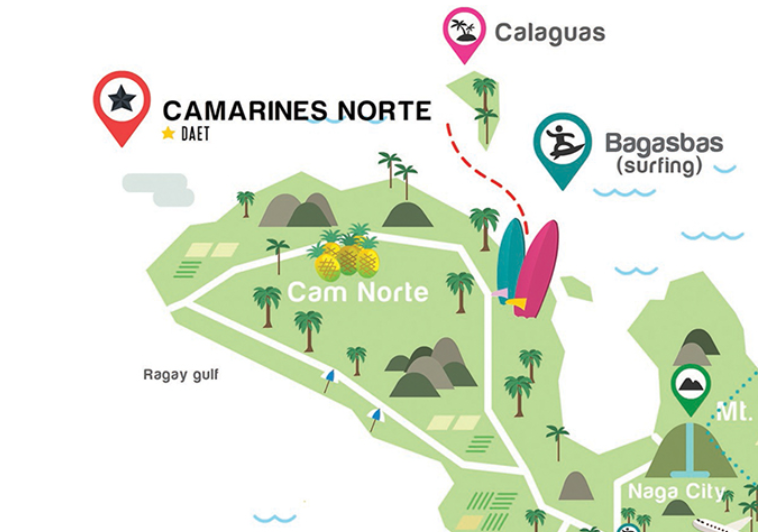 Calaguas
CAMARINES NORTE
DAET
Bagasbas
(surfing)
Cam Norte
Ragay gulf
Mt.
Naga City